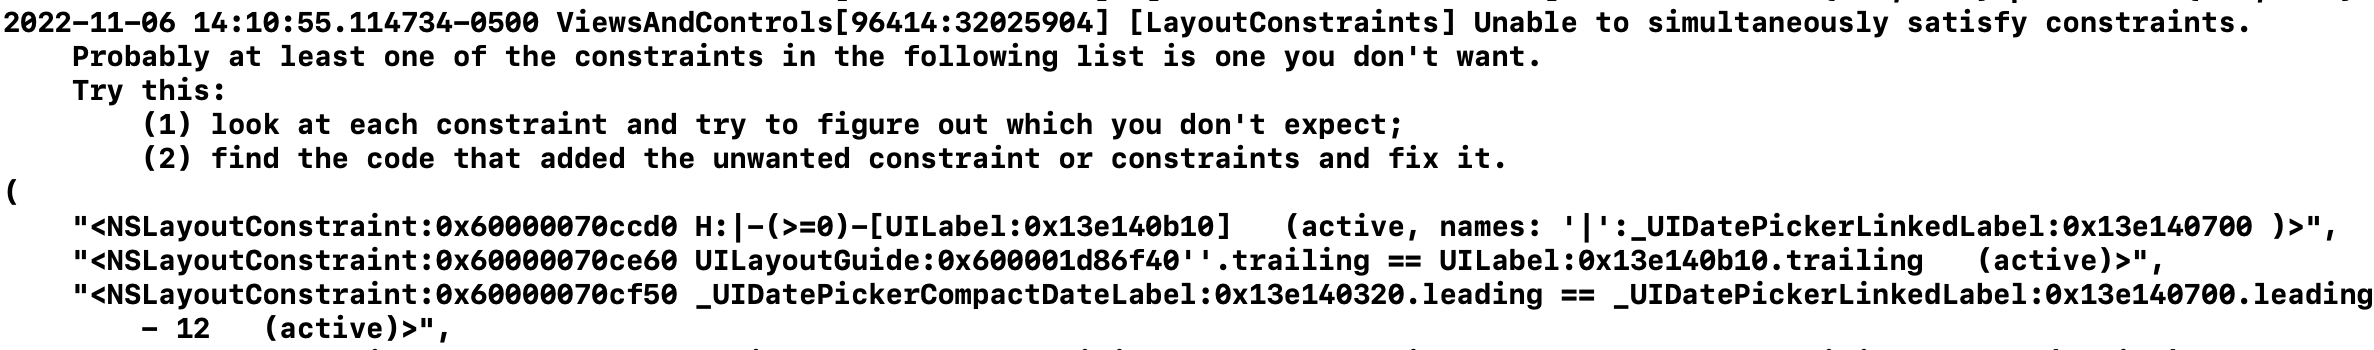 2022-11-06 14:10:55.114734-0500 ViewsAndControls[96414:32025904] [LayoutConstraints] Unable to simultaneously satisfy constraints.
Probably at least one of the constraints in the following list is one you don't want.
Try this:
(1) look at each constraint and try to figure out which you don't expect;
(2) find the code that added the unwanted constraint or constraints and fix it.
(
"<NSLayoutConstraint:0x60000070ccd0 H:|-(>=0)-[UILabel:0x13e140b10]   (active, names: '|':_UIDatePickerLinkedLabel:0x13e140700 )>",
"<NSLayoutConstraint:0x60000070ce60 UILayoutGuide:0x600001d86f40''.trailing == UILabel:0x13e140b10.trailing   (active)>",
"<NSLayoutConstraint:0x60000070cf50 _UIDatePickerCompactDateLabel:0x13e140320.leading == _UIDatePickerLinkedLabel:0x13e140700.leading
- 12   (active)>",